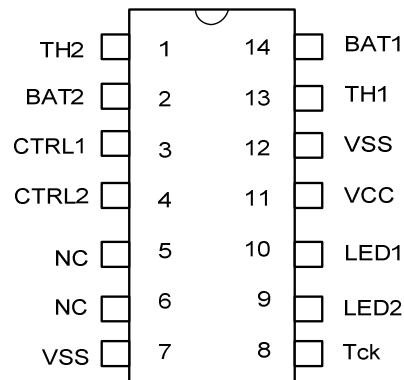 TH2 1 14 BAT1
BAT2 2 13 TH1
CTRL1 3 12 VSS
CTRL2 4 11 VCC
NC 5 10 LED1
NC 6 9 LED2
VSS 7 8 Tck